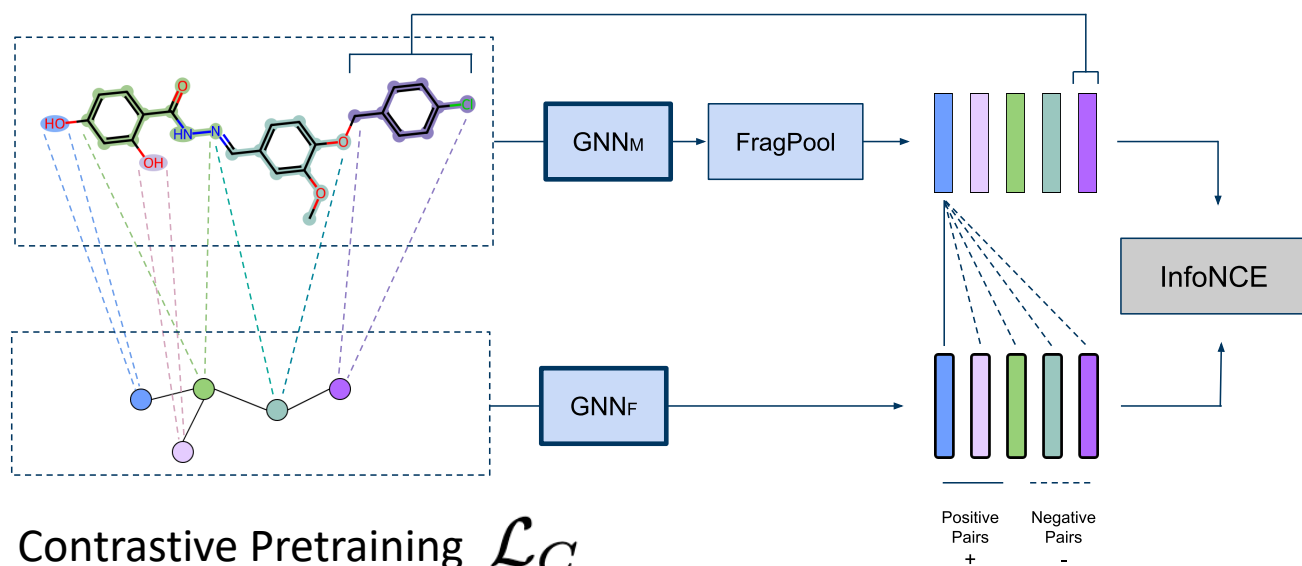 O
HO
HN
N
OH
O
O
Cl
GNNM
FragPool
InfoNCE
GNNF
Positive
Pairs
+
Negative
Pairs
-
Contrastive Pretraining ℒC